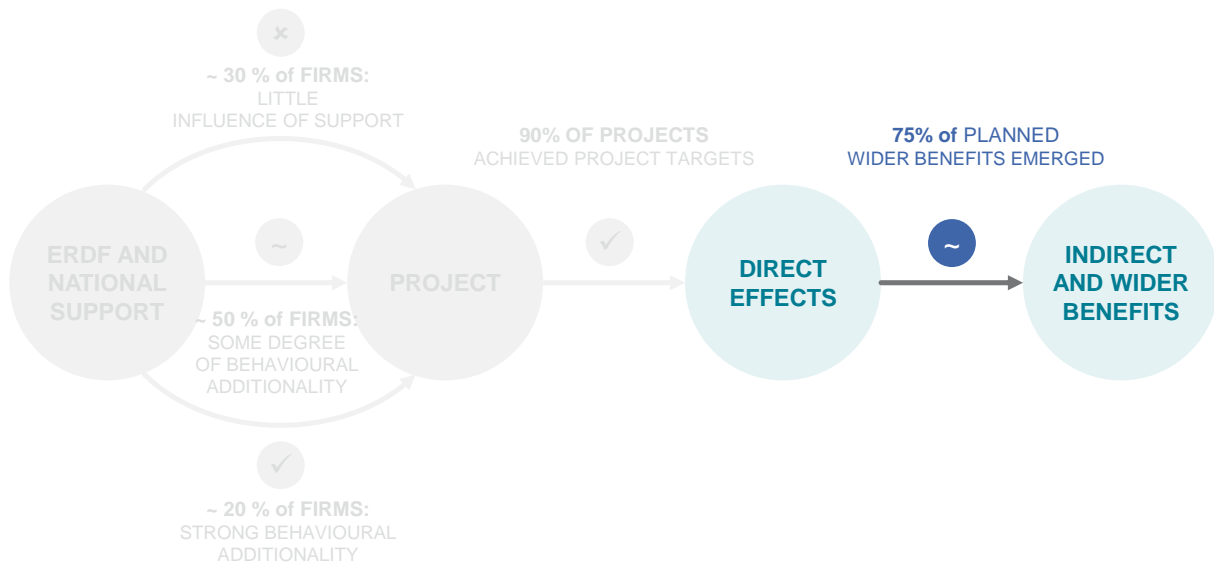 ~ 30 % of FIRMS:
LITTLE
INFLUENCE OF SUPPORT
90% OF PROJECTS
ACHIEVED PROJECT TARGETS
75% of PLANNED
WIDER BENEFITS EMERGED
ERDF AND
NATIONAL
SUPPORT
~
PROJECT
DIRECT
EFFECTS
~
INDIRECT
AND WIDER
BENEFITS
~ 50 % of FIRMS:
SOME DEGREE
OF BEHAVIOURAL
ADDITIONALITY
~ 20 % of FIRMS:
STRONG BEHAVIOURAL
ADDITIONALITY